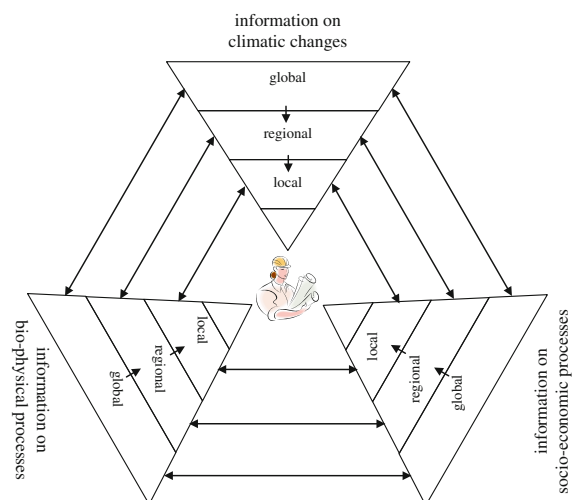 information on
climatic changes
global
regional
local
local
regional
global
information on
bio-physical processes
local
regional
global
information on
socio-economic processes